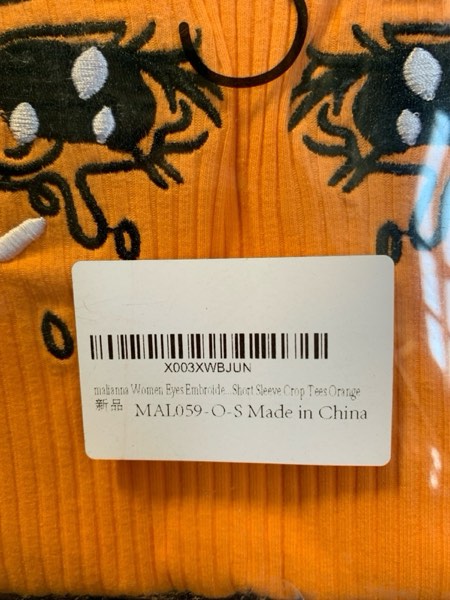 X003XWBJUN
malianna Women Eyes Embroide...Short Sleeve Crop Tees Orange
新品 MAL059-O-S Made in China